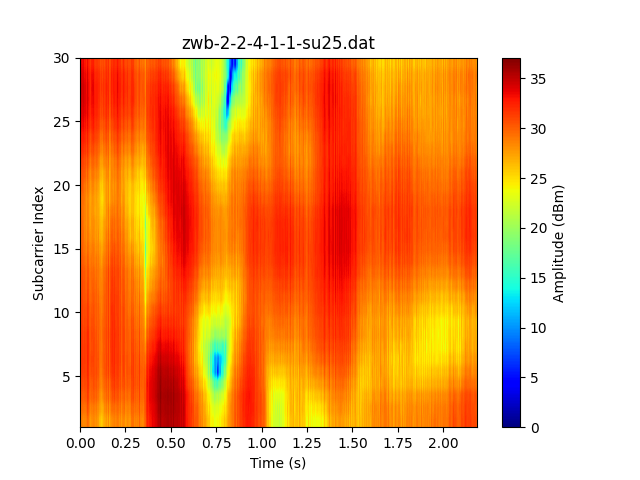 zwb-2-2-4-1-1-su25.dat
30
25
20
15
10
5
Subcarrier Index
0.00 0.25 0.50 0.75 1.00 1.25 1.50 1.75 2.00
Time (s)
35
30
25
20
15
10
5
0
Amplitude (dBm)